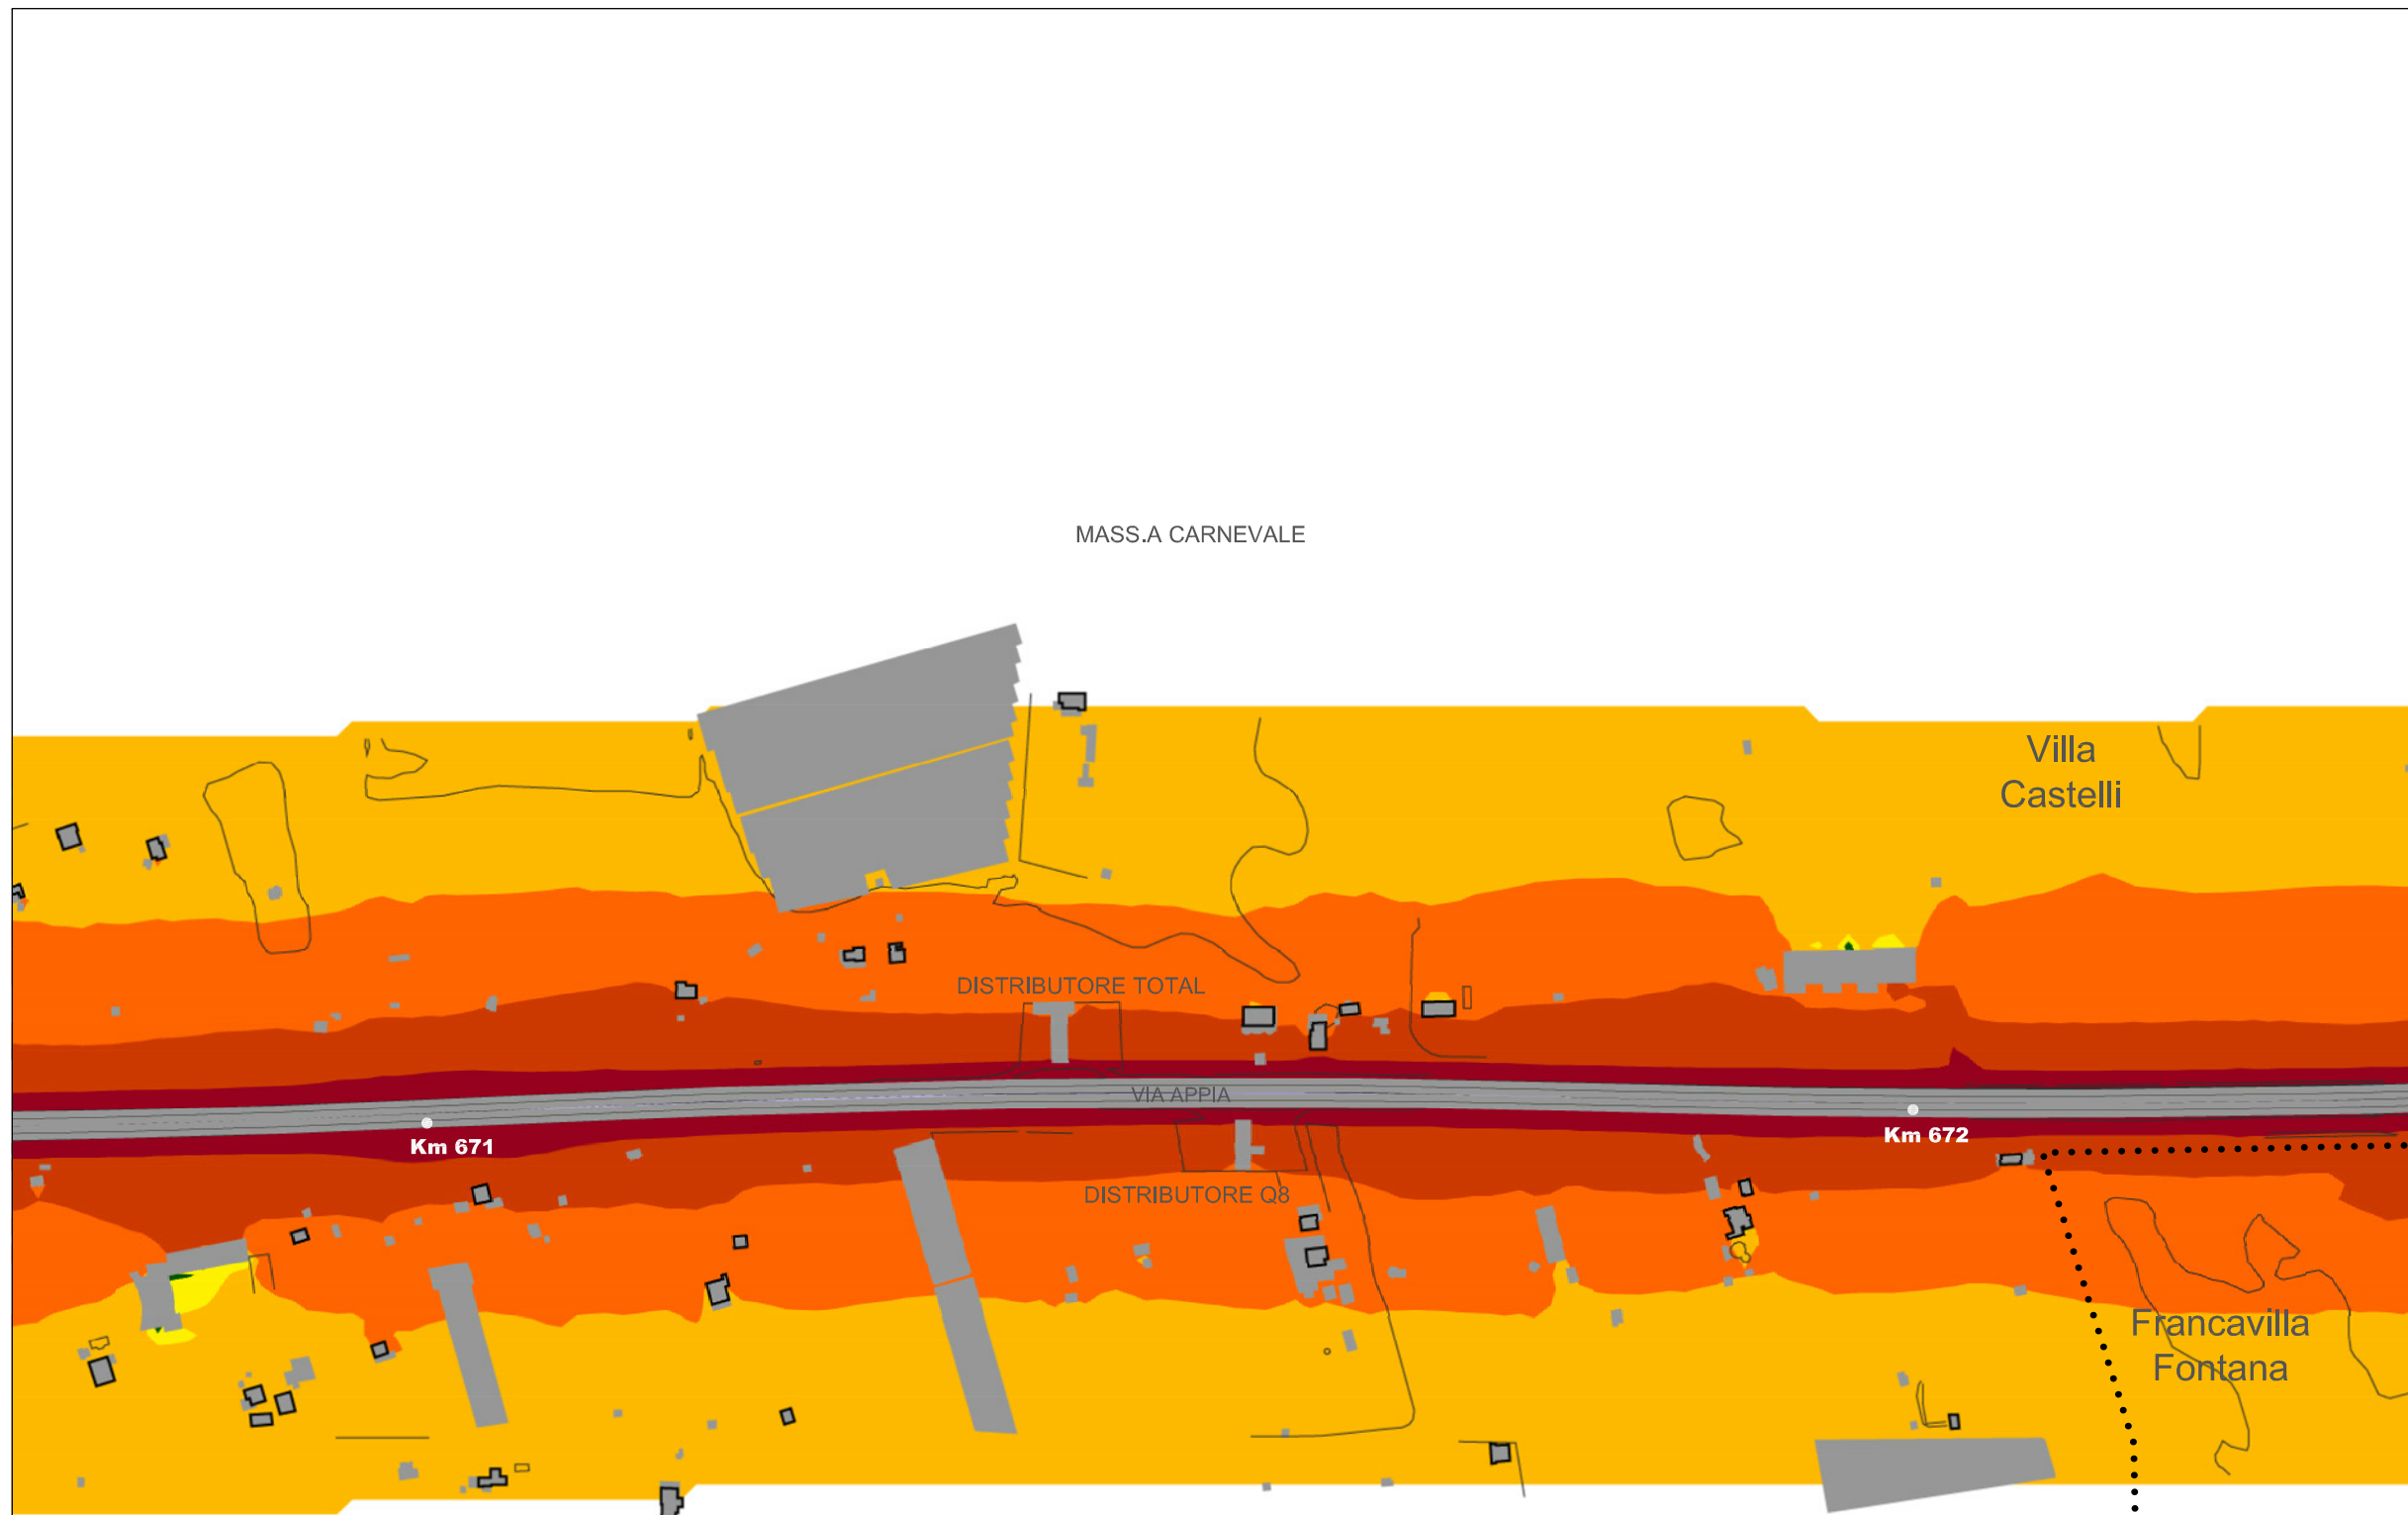 MASS.A CARNEVALE
Villa
Castelli
DISTRIBUTORE TOTAL
VIA APPIA
Km 671
Km 672
DISTRIBUTORE Q8
Francavilla
Fontana